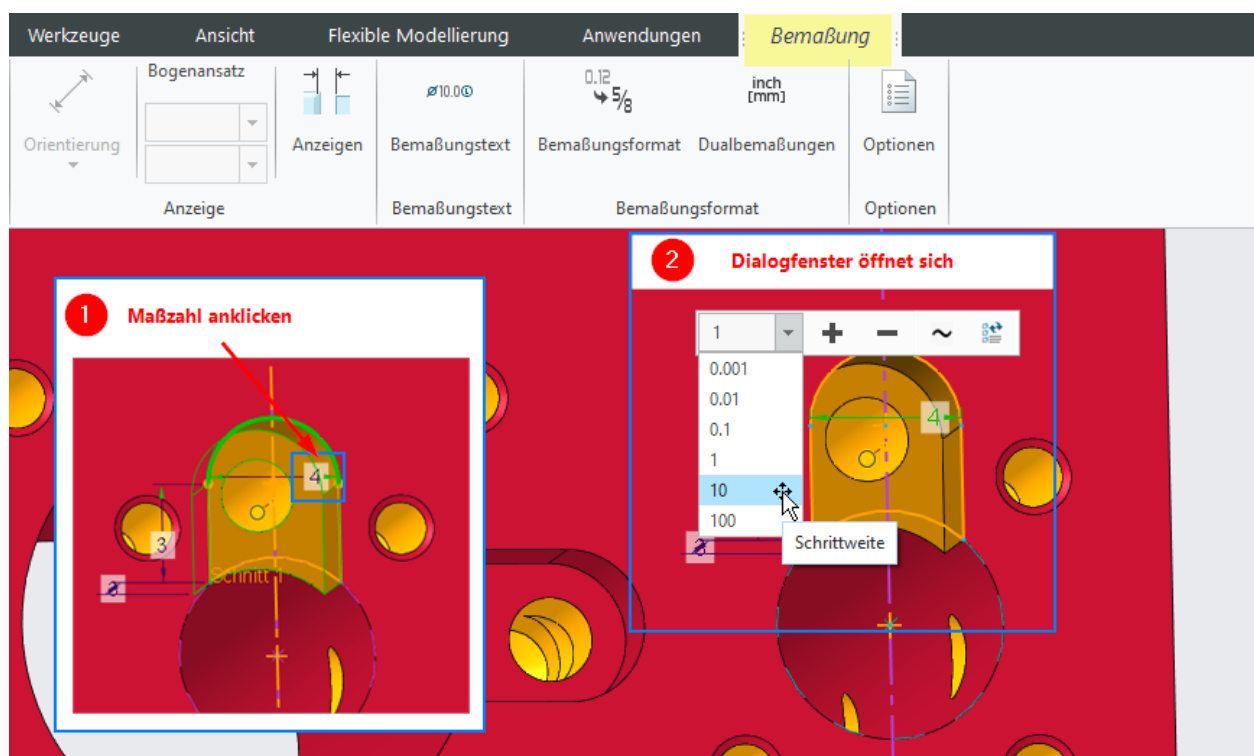 Werkzeuge Ansicht Flexible Modellierung Anwendungen Bemaßung
Bogenansatz
0.12
5/8
inch
[mm]
ø10.0Ⓛ
Orientierung Anzeigen Bemaßungstext Bemaßungsformat Dualbemaßungen Optionen
Anzeige Bemaßungstext Bemaßungsformat Optionen
1 Maßzahl anklicken
4
3
Schnitt 1
2 Dialogfenster öffnet sich
1 + − ~
0.001
0.01
0.1
1
10
100
4
Schrittweite